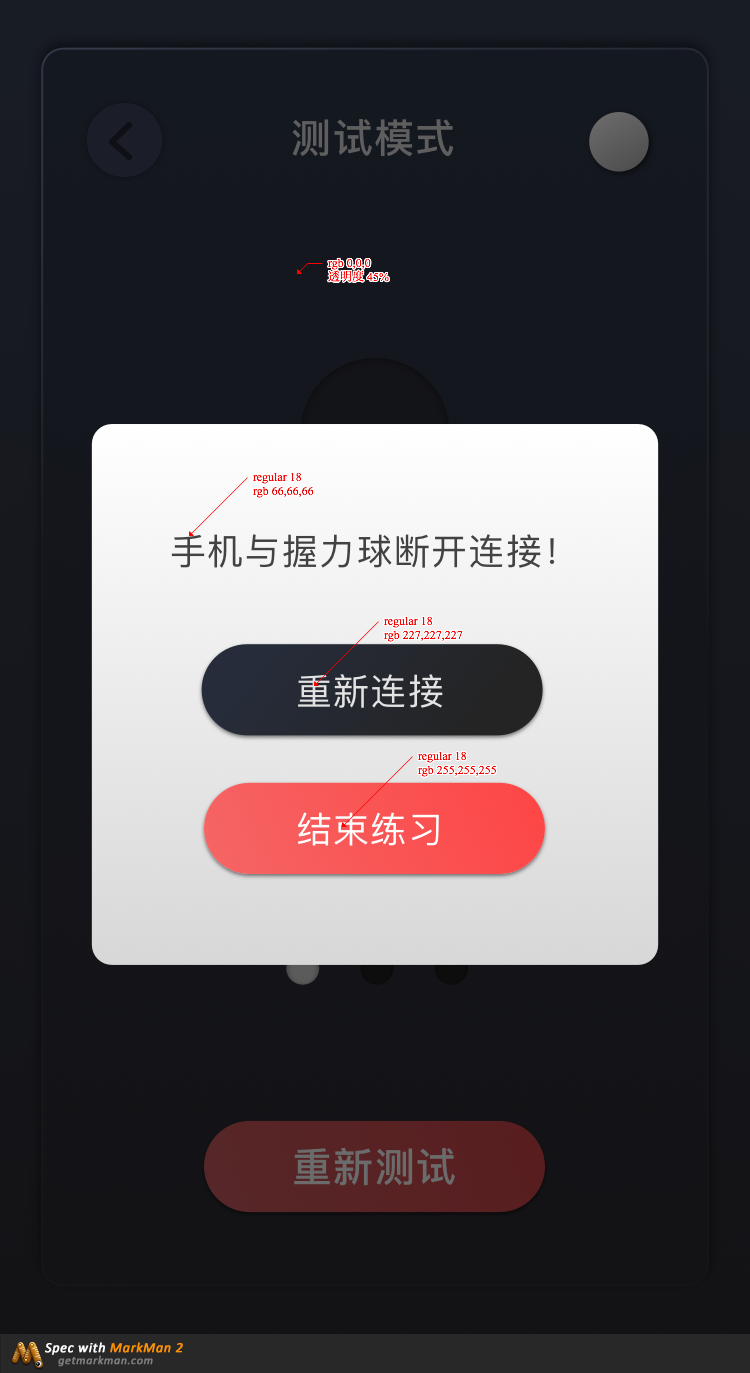 测试模式
rgb 0,0,0
透明度 45%
regular 18
rgb 66,66,66
手机与握力球断开连接！
regular 18
rgb 227,227,227
重新连接
regular 18
rgb 255,255,255
结束练习
重新测试
Spec with MarkMan 2
getmarkman.com